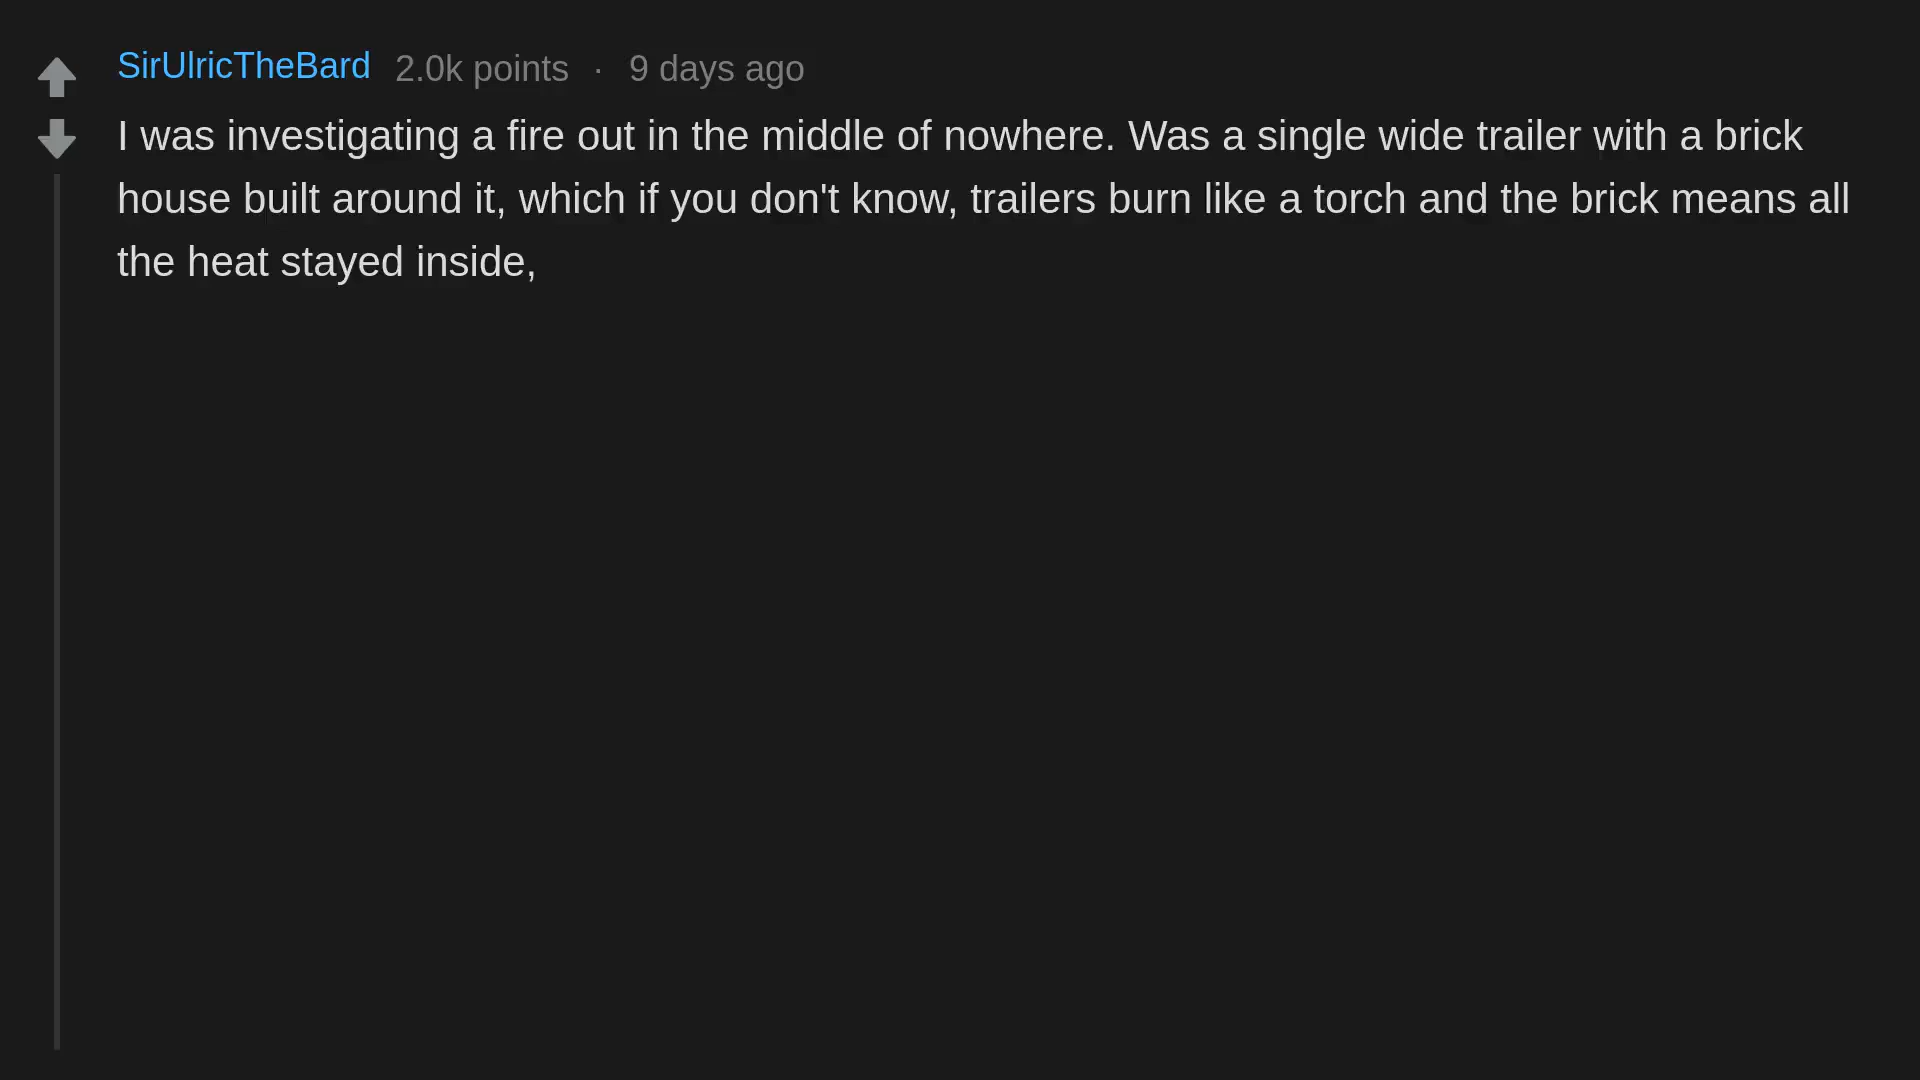 SirUlricTheBard 2.0k points · 9 days ago
I was investigating a fire out in the middle of nowhere. Was a single wide trailer with a brick
house built around it, which if you don't know, trailers burn like a torch and the brick means all
the heat stayed inside,